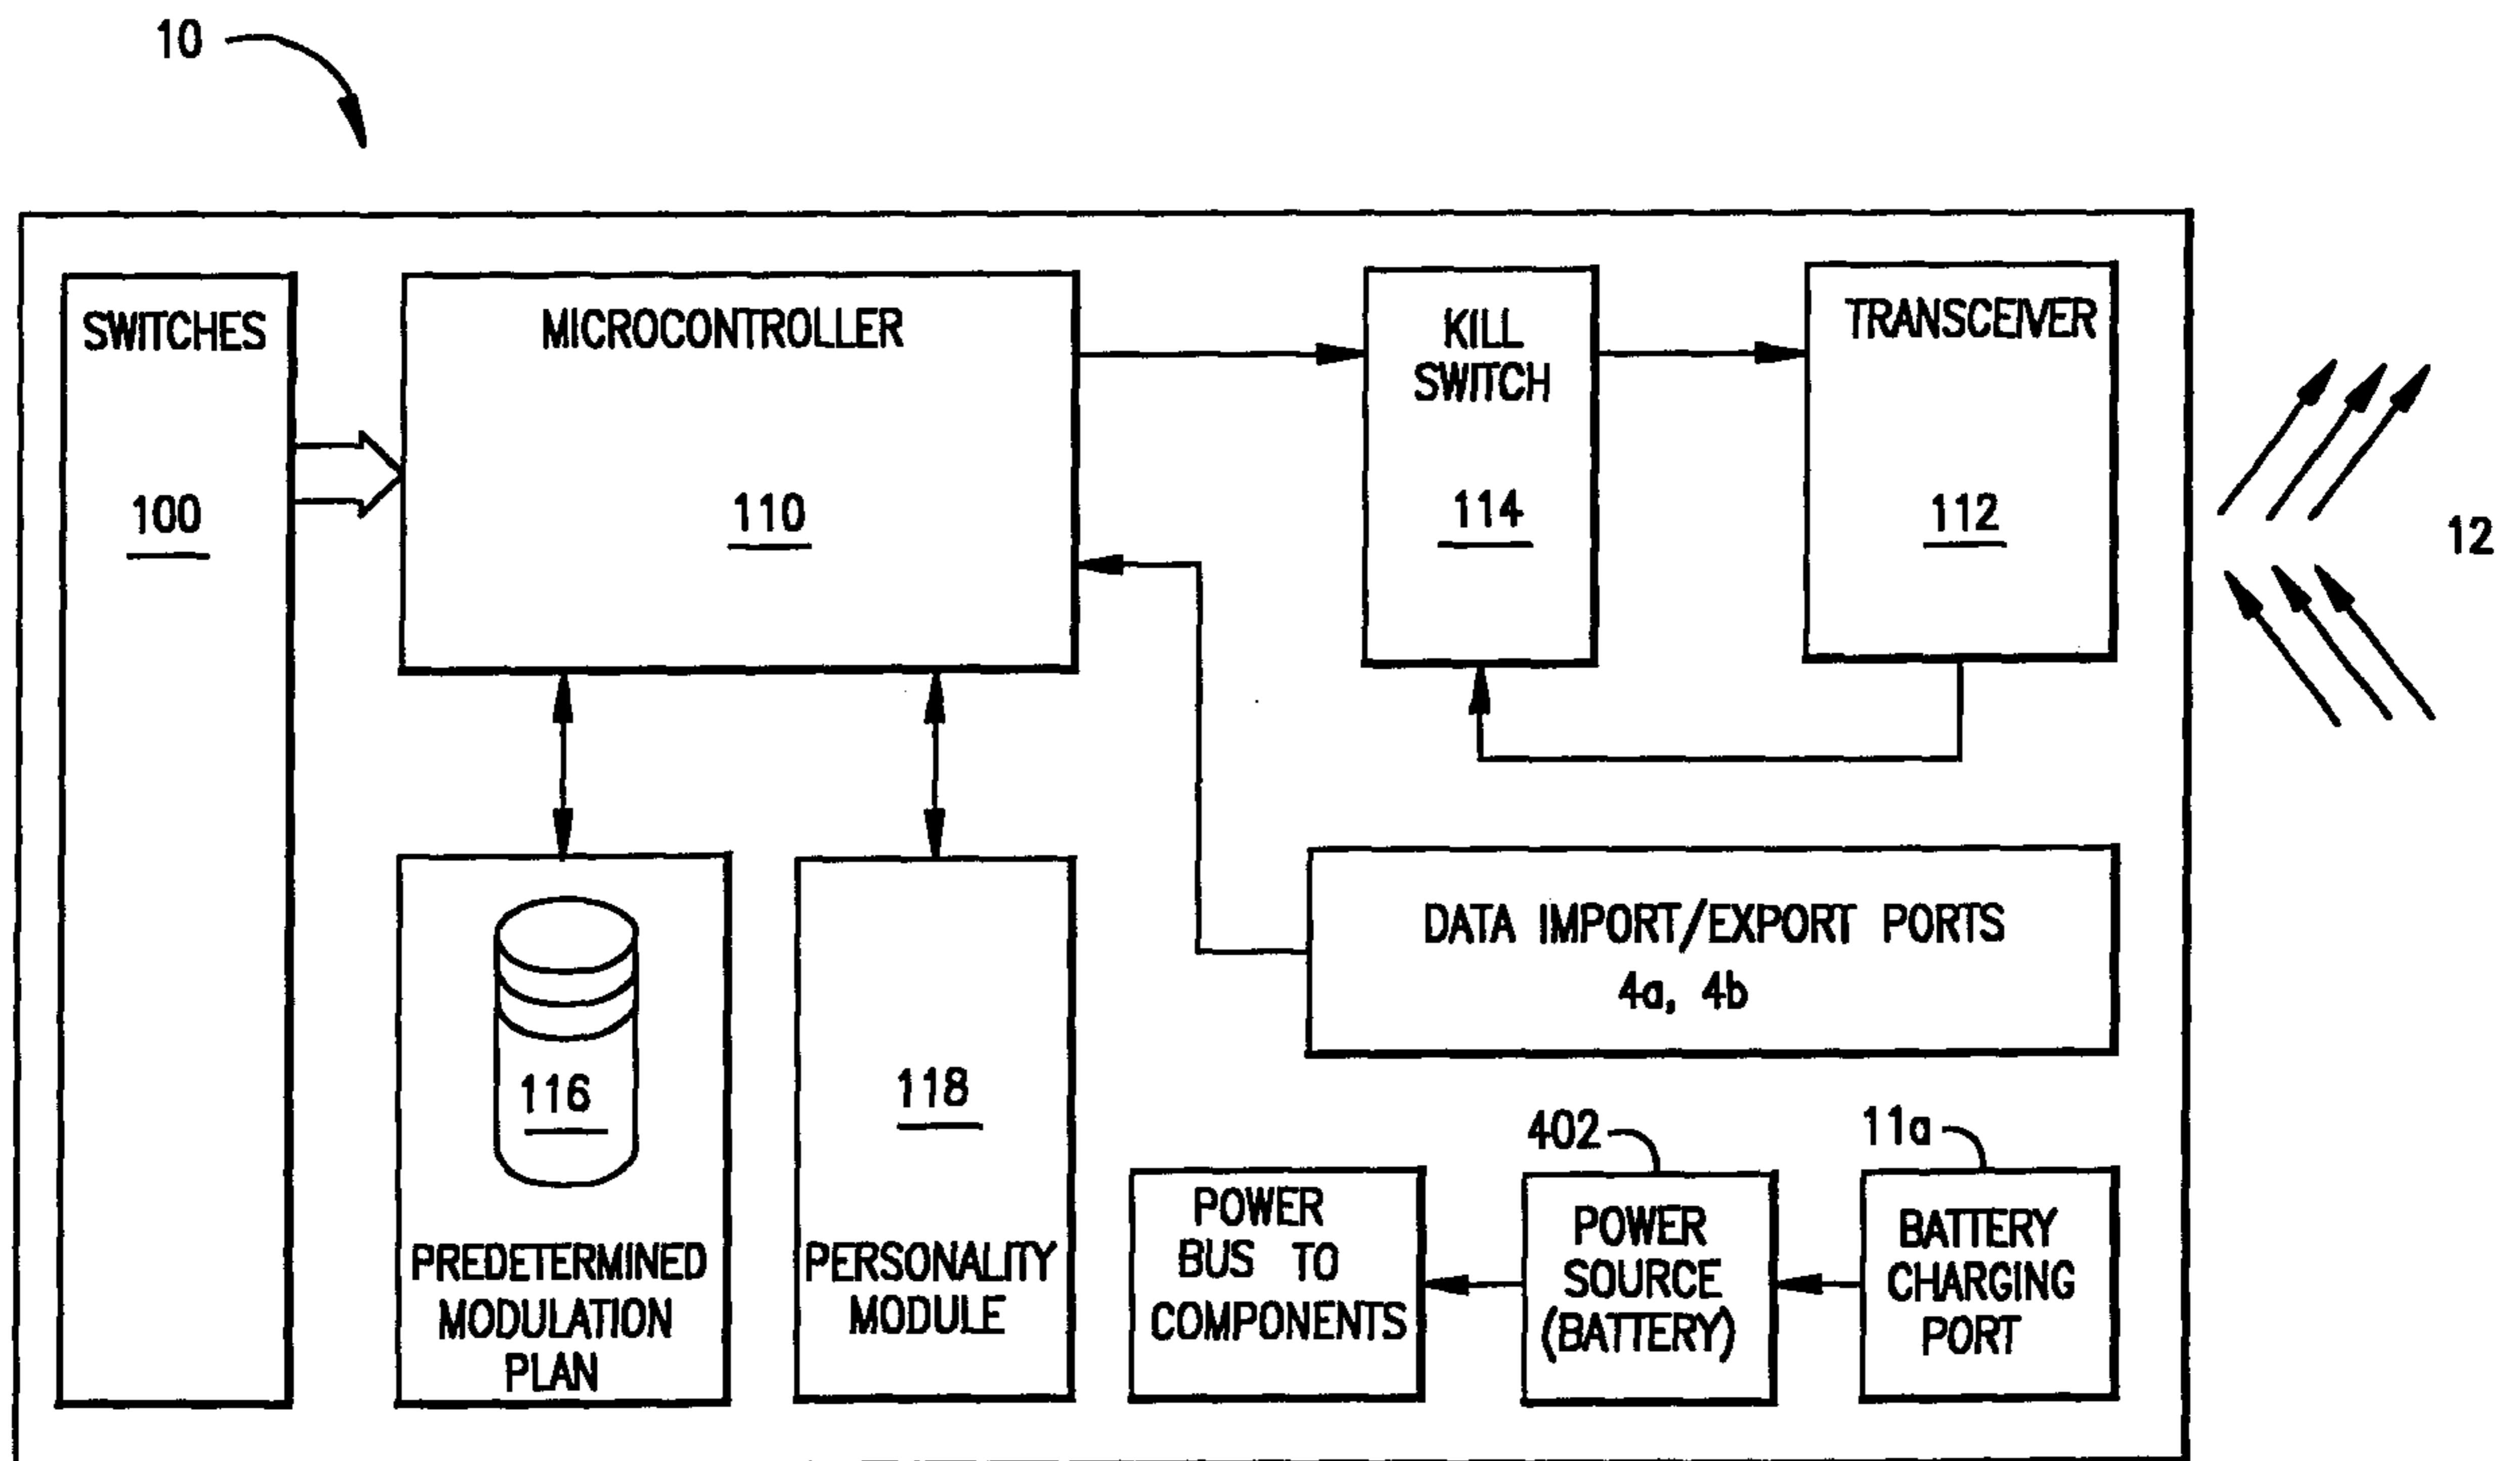 10
SWITCHES
100
MICROCONTROLLER
110
KILL
SWITCH
114
TRANSCEIVER
112
12
116
PREDETERMINED
MODULATION
PLAN
118
PERSONALITY
MODULE
DATA IMPORT/EXPORT PORTS
4a, 4b
POWER
BUS TO
COMPONENTS
402
POWER
SOURCE
(BATTERY)
11a
BATTERY
CHARGING
PORT